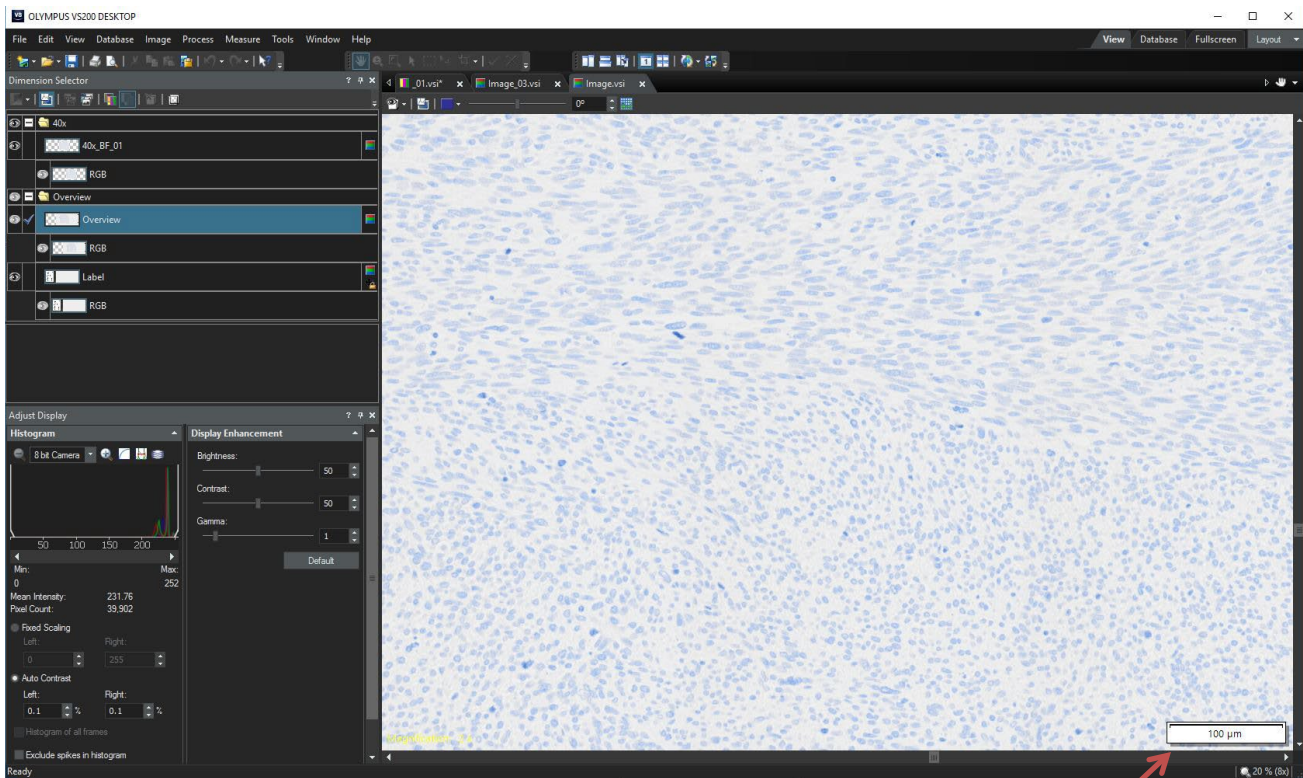 OLYMPUS VS200 DESKTOP
File Edit View Database Image Process Measure Tools Window Help
View Database Fullscreen Layout
Dimension Selector
_01.vsi* Image_03.vsi Image.vsi
0°
40x
40x_BF_01
RGB
Overview
Overview
RGB
Label
RGB
Adjust Display
Histogram
8 bit Camera
50 100 150 200
Min: Max:
0 252
Mean Intensity: 231.76
Pixel Count: 39,902
Fixed Scaling
Left: Right:
0 255
Auto Contrast
Left: Right:
0.1 % 0.1 %
Histogram of all frames
Exclude spikes in histogram
Display Enhancement
Brightness:
50
Contrast:
50
Gamma:
1
Default
100 µm
Ready
20 % (8x)